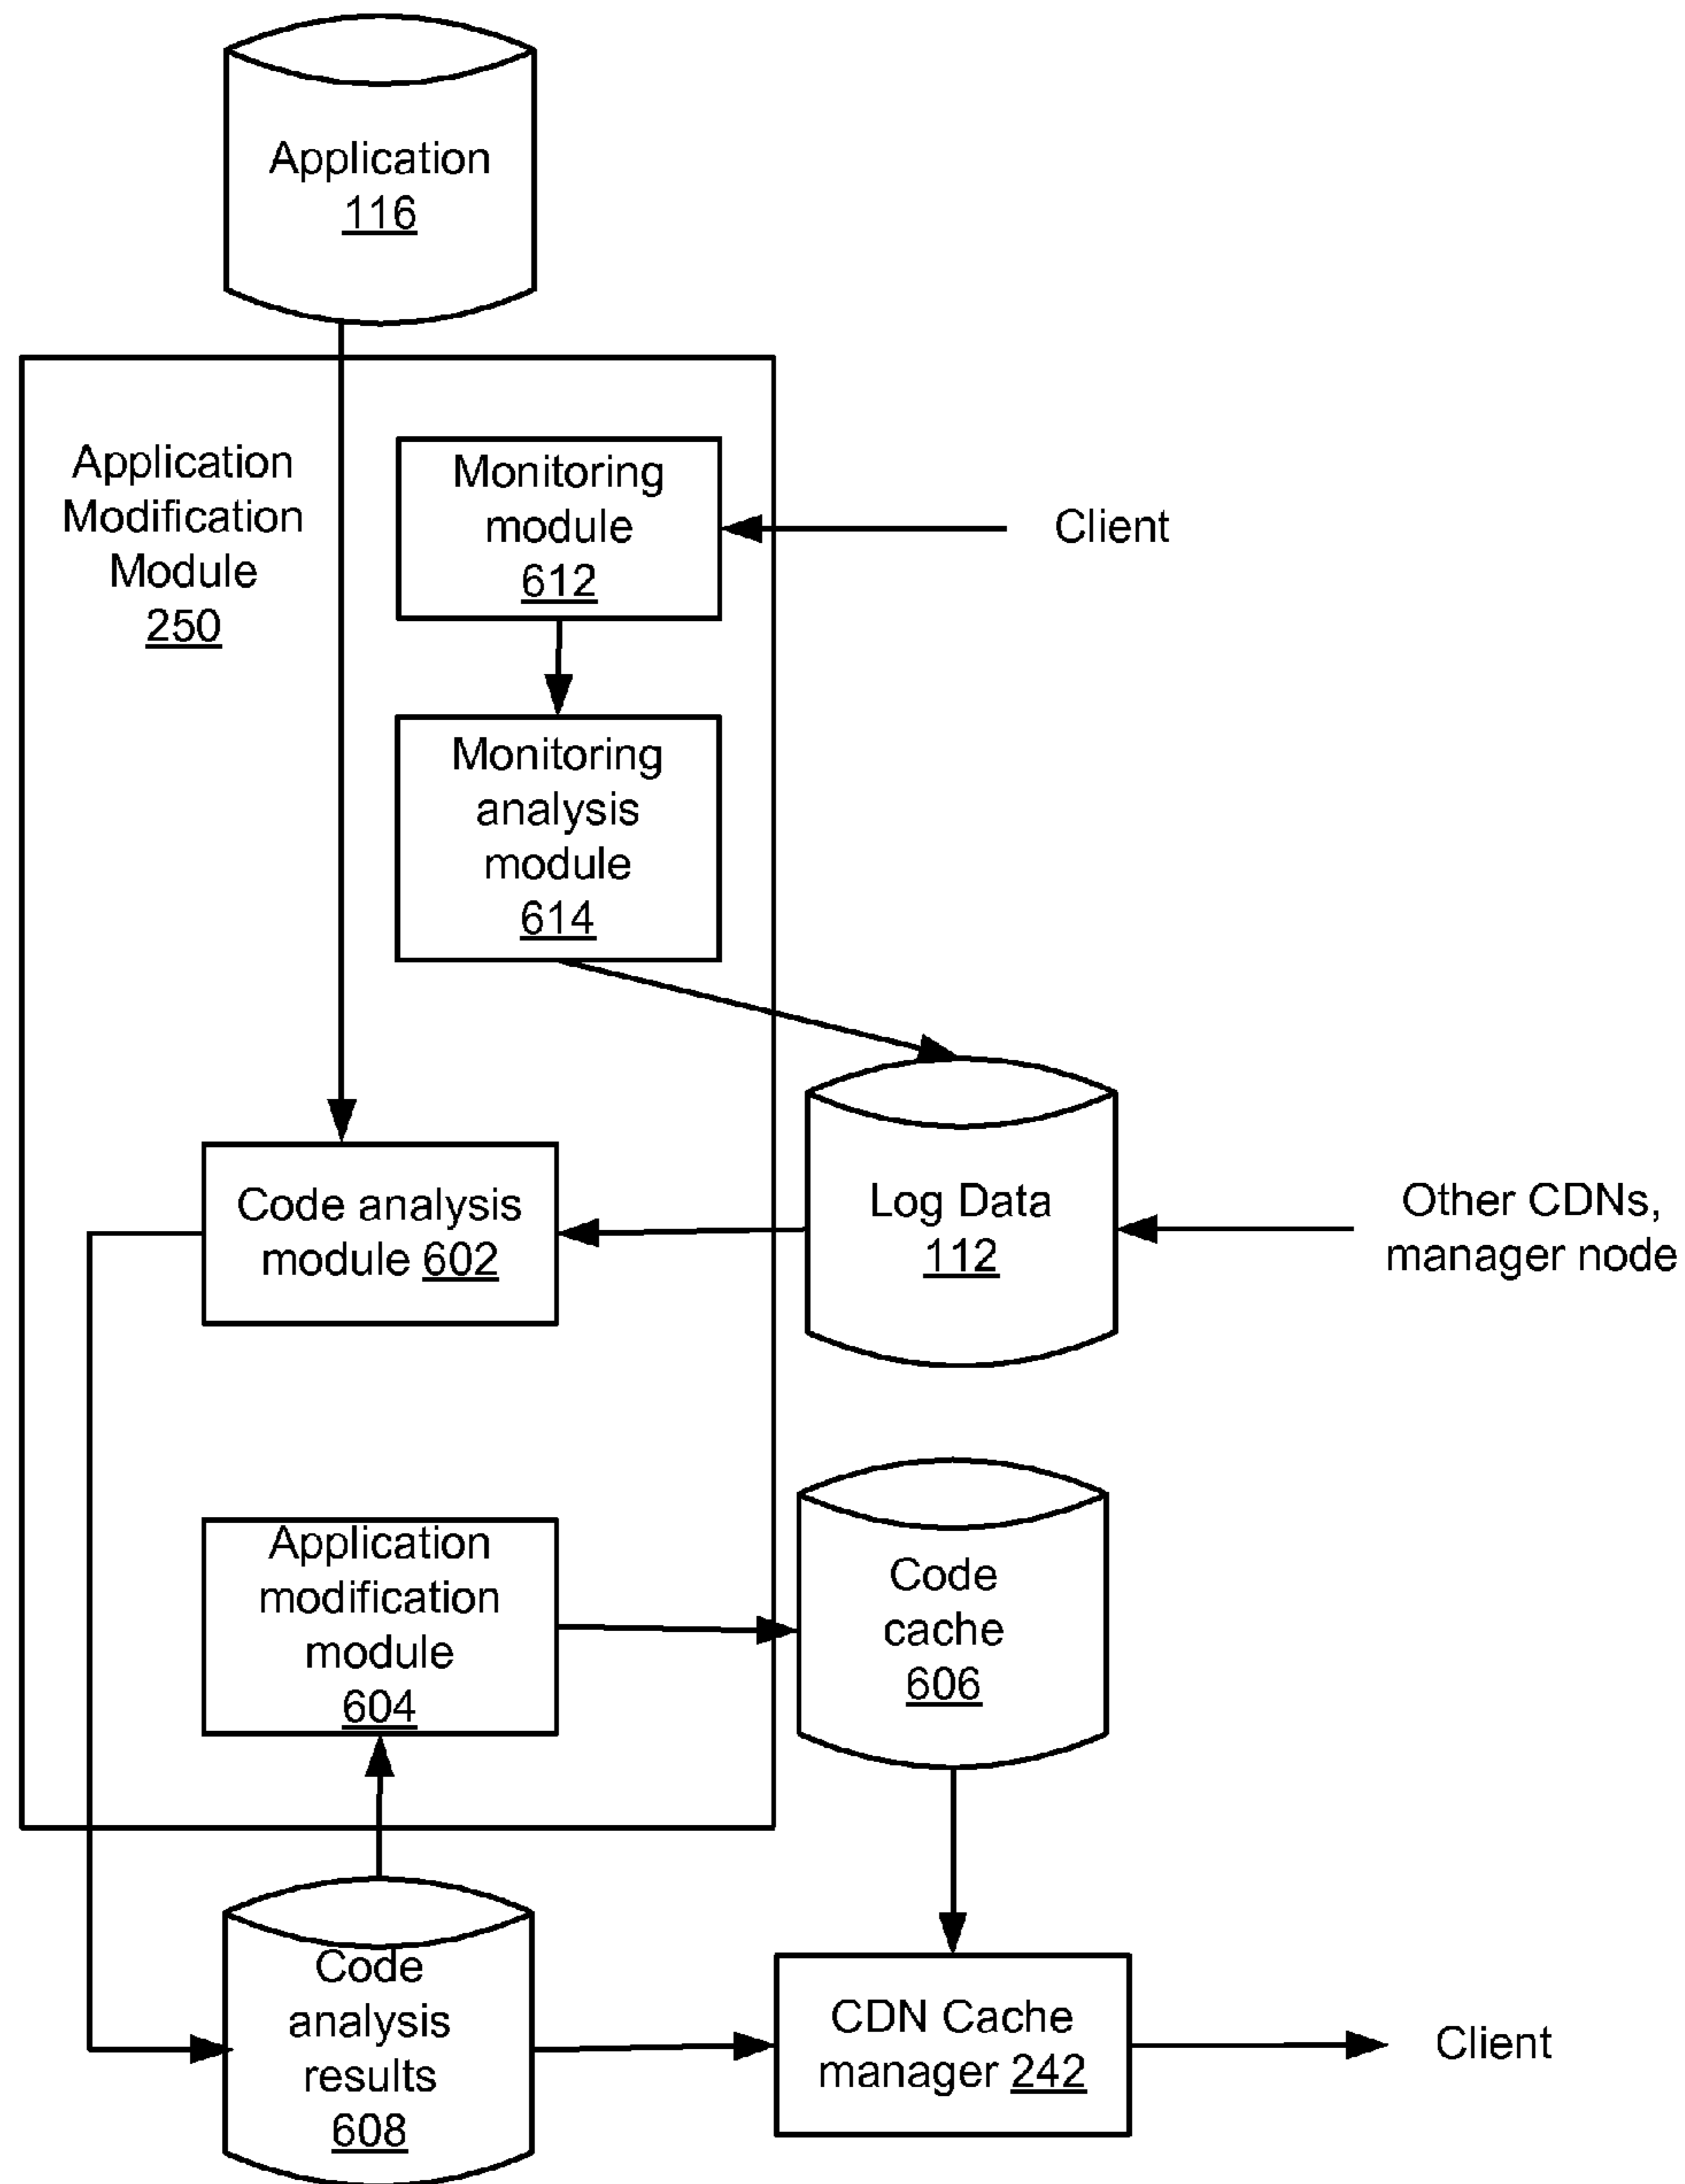 Application
116
Application
Modification
Module
250
Monitoring
module
612
Client
Monitoring
analysis
module
614
Code analysis
module 602
Log Data
112
Other CDNs,
manager node
Application
modification
module
604
Code
cache
606
Code
analysis
results
608
CDN Cache
manager 242
Client